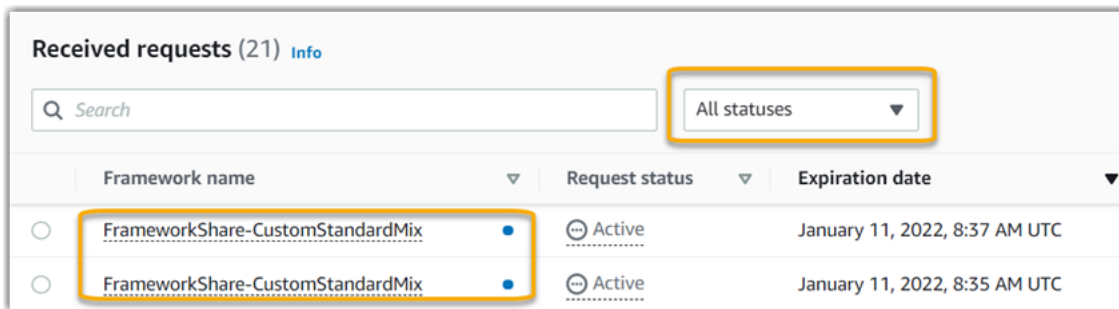 Received requests (21) Info
Search
All statuses
Framework name Request status Expiration date
FrameworkShare-CustomStandardMix Active January 11, 2022, 8:37 AM UTC
FrameworkShare-CustomStandardMix Active January 11, 2022, 8:35 AM UTC